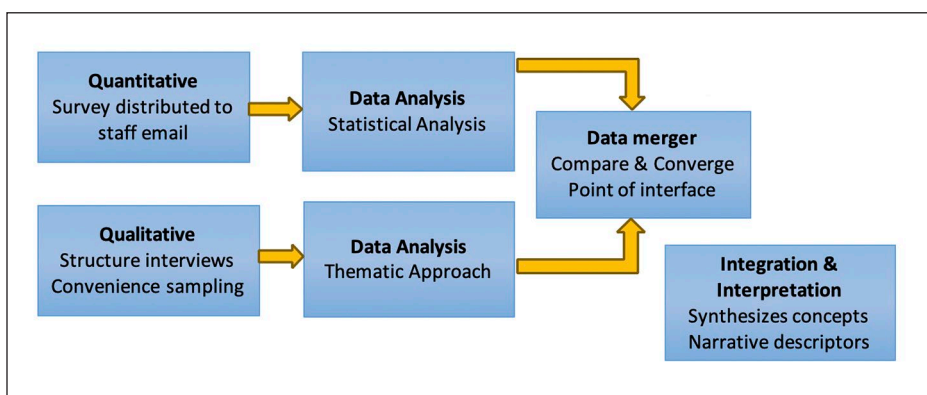 Quantitative
Survey distributed to
staff email
Data Analysis
Statistical Analysis
Data merger
Compare & Converge
Point of interface
Qualitative
Structure interviews
Convenience sampling
Data Analysis
Thematic Approach
Integration &
Interpretation
Synthesizes concepts
Narrative descriptors